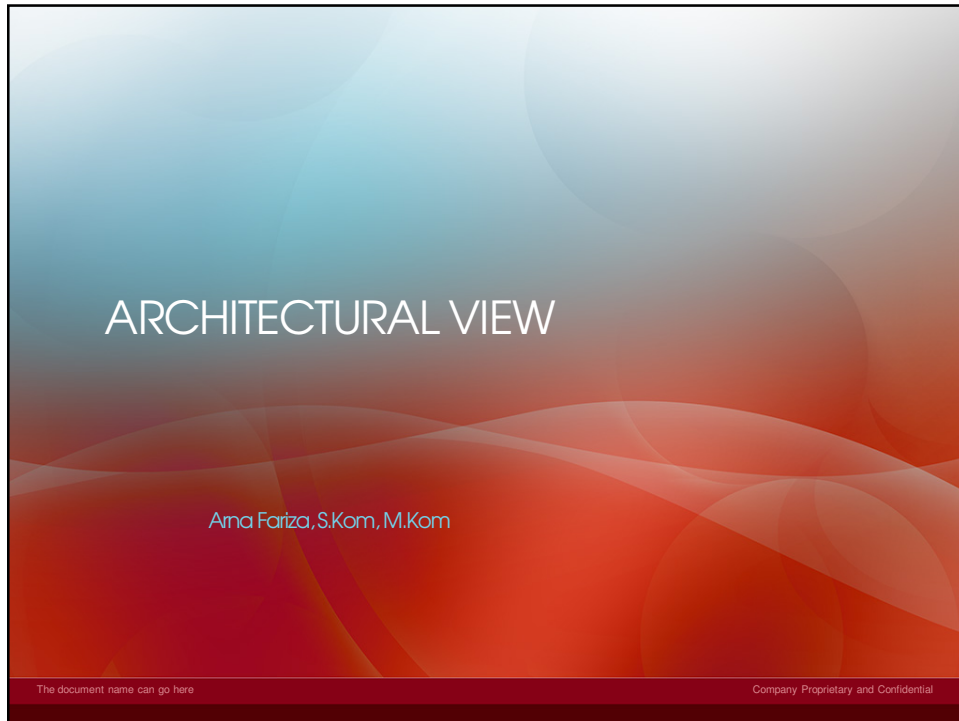 ARCHITECTURAL VIEW
Arna Fariza, S.Kom, M.Kom
The document name can go here
Company Proprietary and Confidential